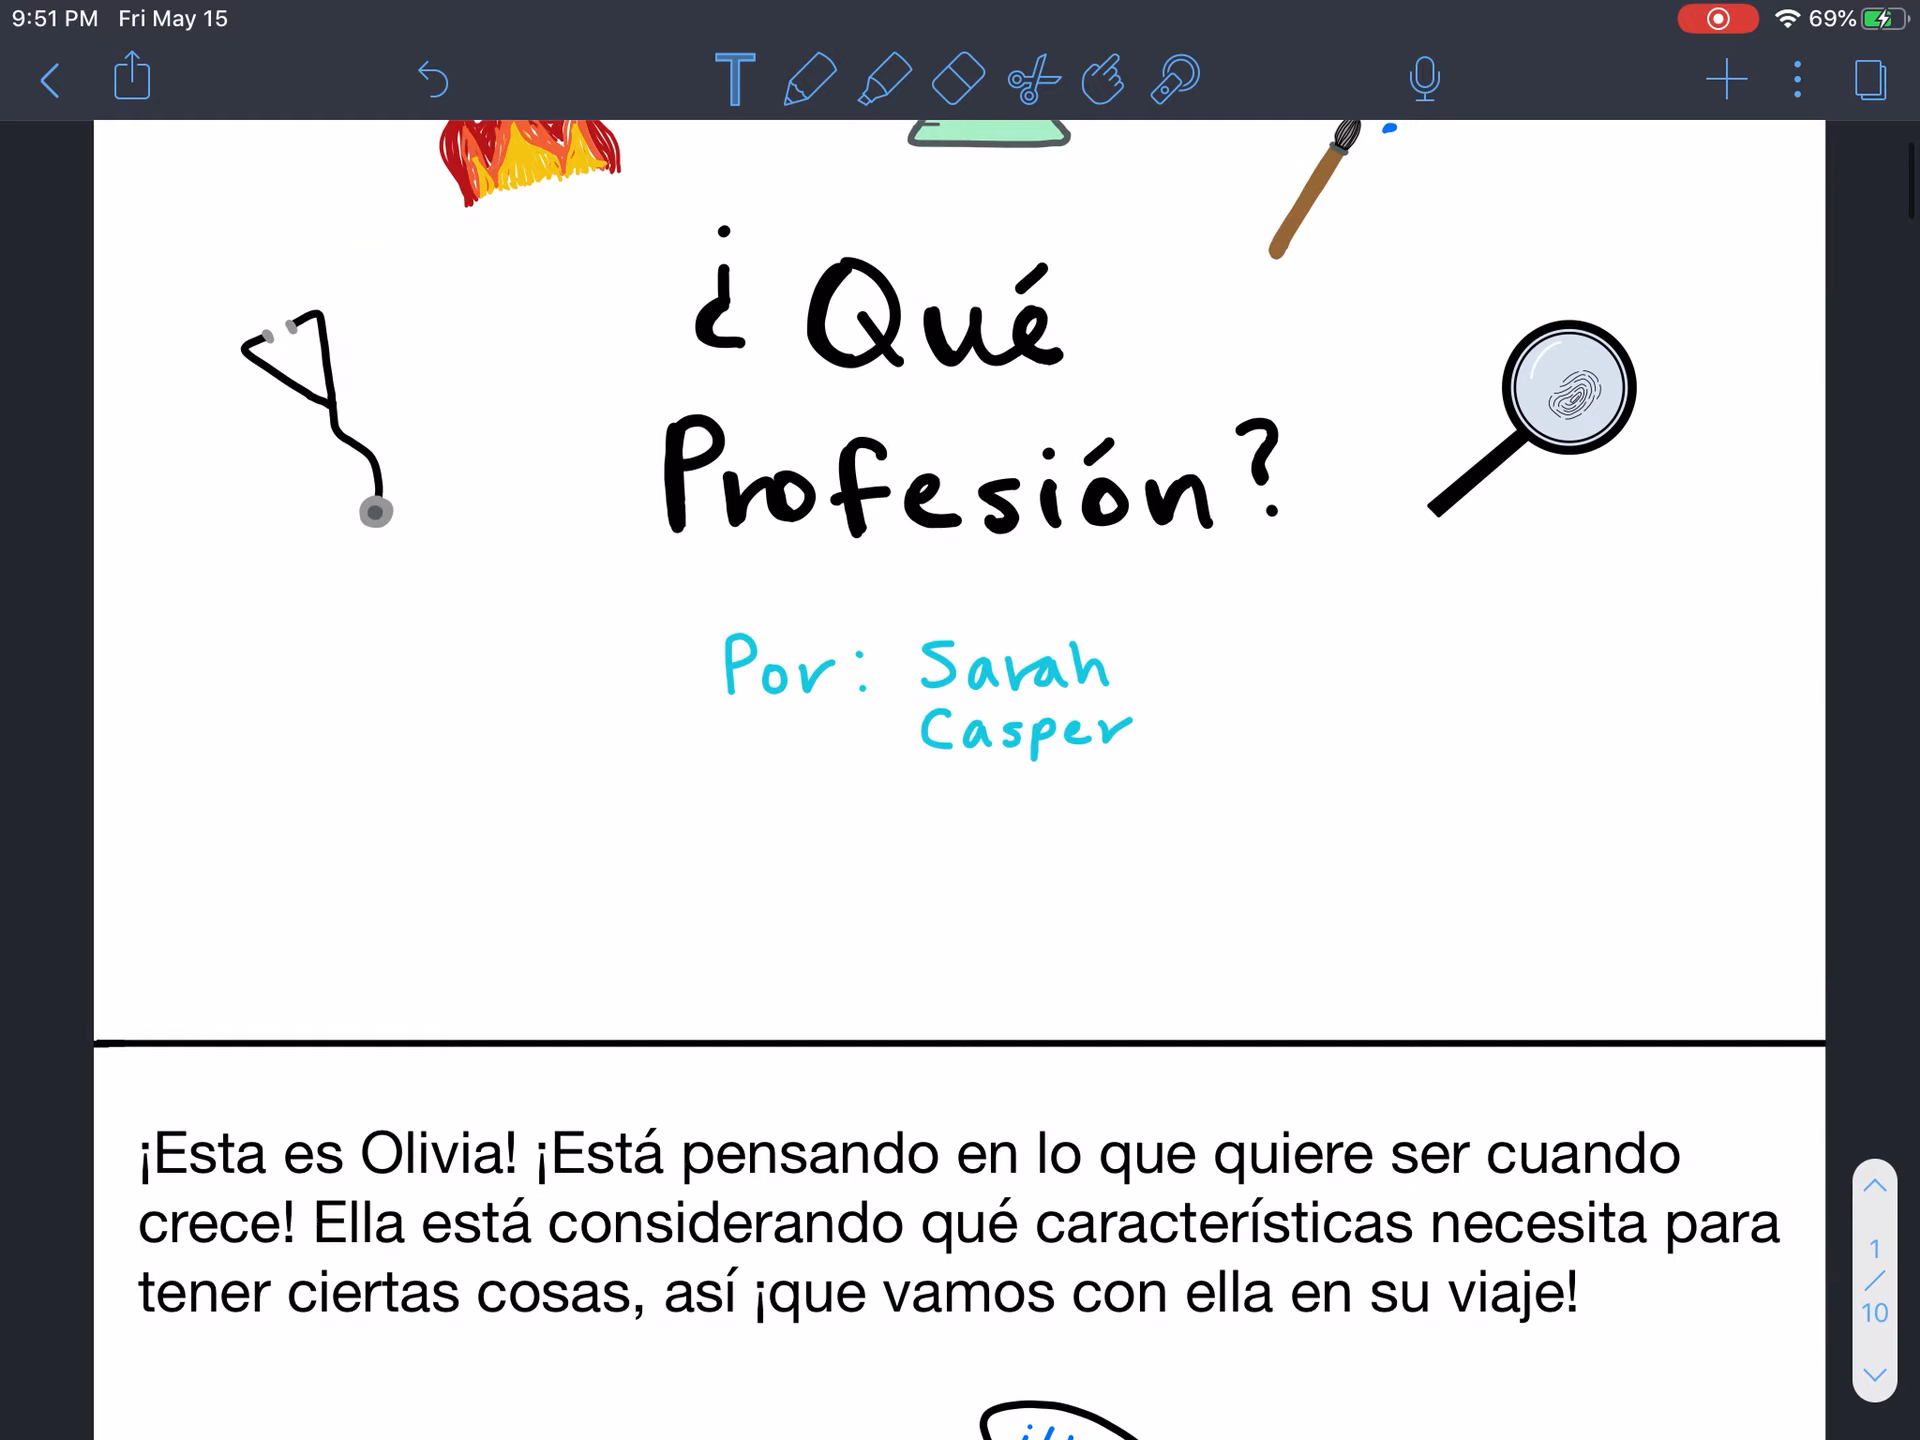 9:51 PM Fri May 15
69%
T
¿Qué
Profesión?
Por: Sarah
Casper
¡Esta es Olivia! ¡Está pensando en lo que quiere ser cuando
crece! Ella está considerando qué características necesita para
tener ciertas cosas, así ¡que vamos con ella en su viaje!
1
/
10